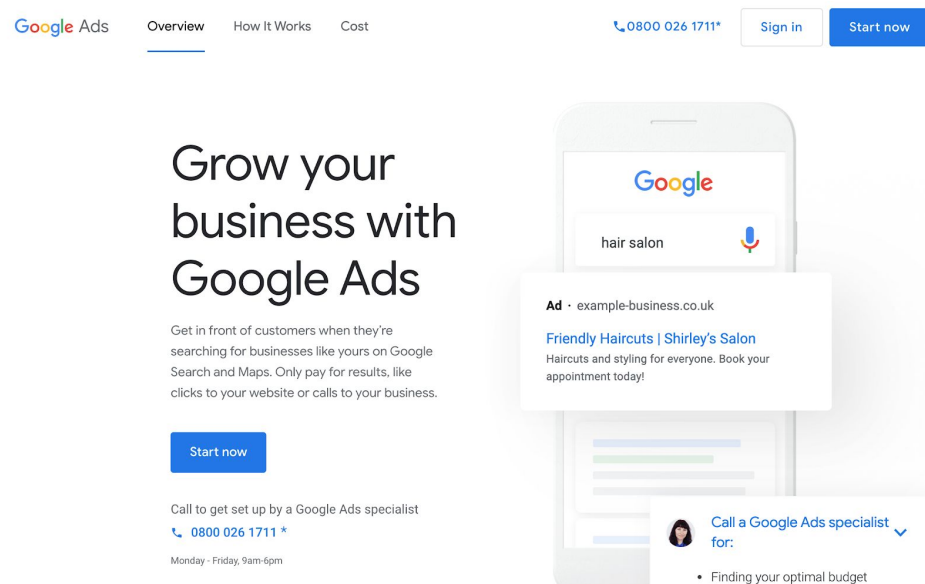 Google Ads
Overview
How It Works
Cost
0800 026 1711*
Sign in
Start now
Grow your
business with
Google Ads
Get in front of customers when they're
searching for businesses like yours on Google
Search and Maps. Only pay for results, like
clicks to your website or calls to your business.
Start now
Call to get set up by a Google Ads specialist
0800 026 1711 *
Monday - Friday, 9am-6pm
Google
hair salon
Ad · example-business.co.uk
Friendly Haircuts | Shirley's Salon
Haircuts and styling for everyone. Book your
appointment today!
Call a Google Ads specialist
for:
• Finding your optimal budget